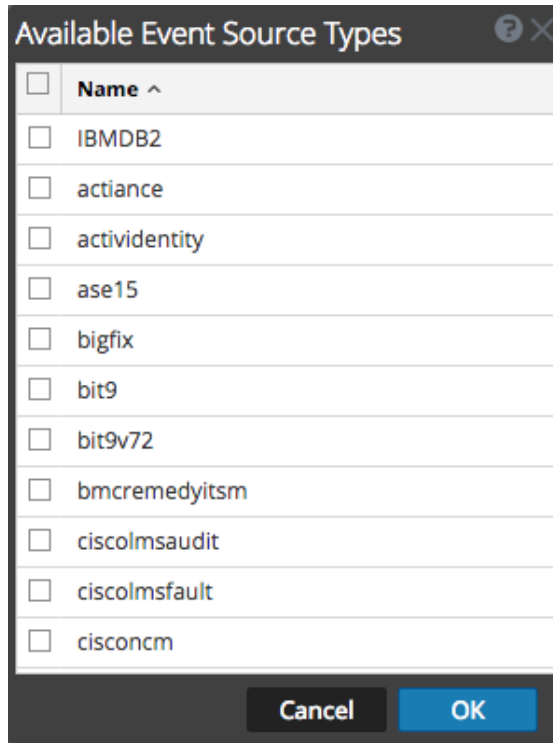 Available Event Source Types
Name
IBMDB2
actiance
actividentity
ase15
bigfix
bit9
bit9v72
bmcremedyitsm
ciscolmsaudit
ciscolmsfault
cisconcm
Cancel OK